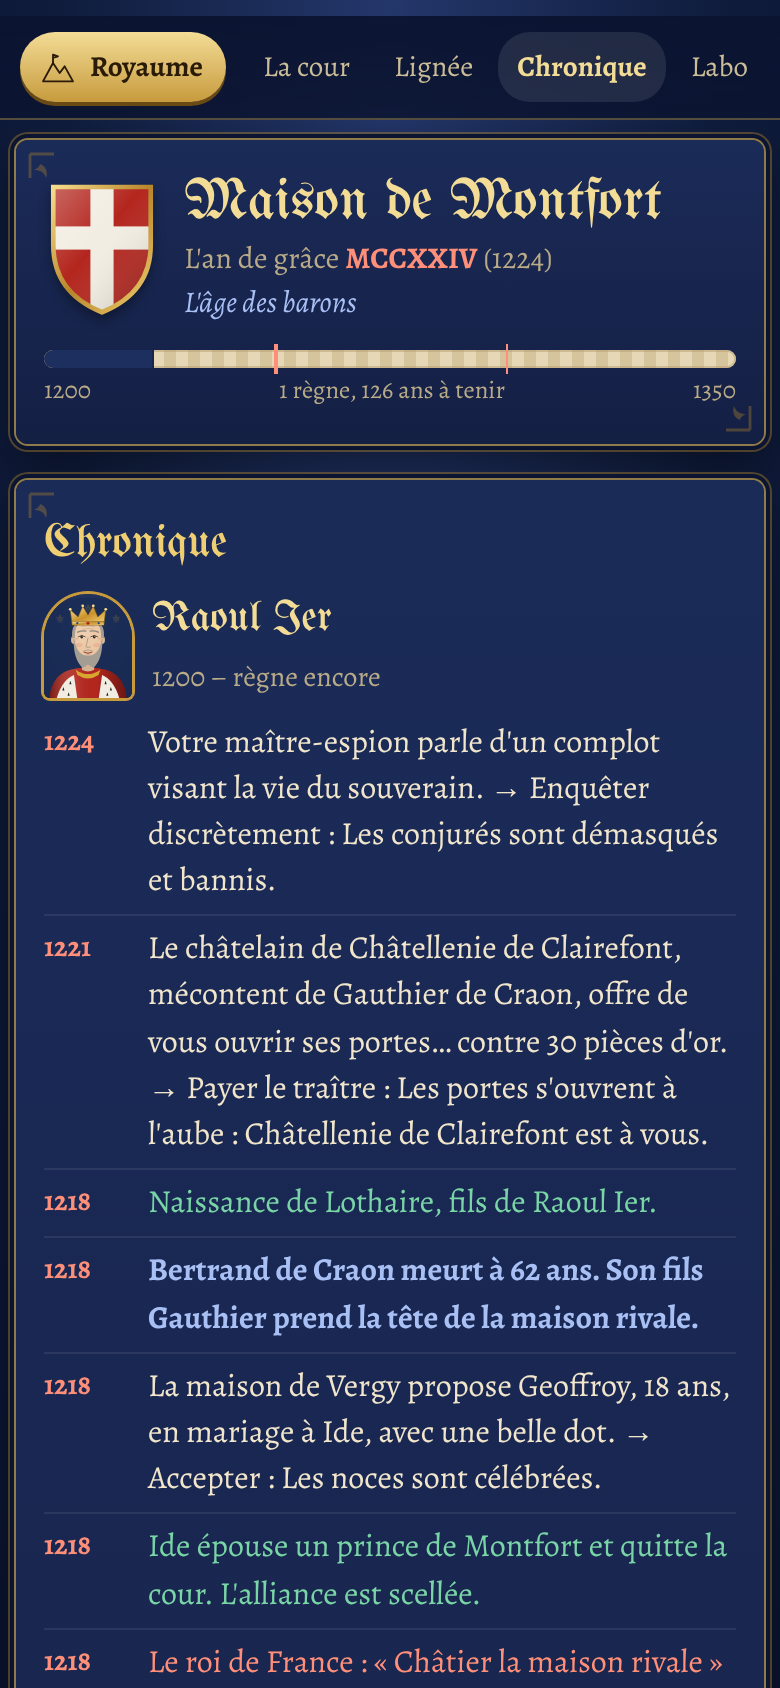 Royaume
La cour
Lignée
Chronique
Labo
Maison de Montfort
L'an de grâce MCCXXIV (1224)
L'âge des barons
1200
1 règne, 126 ans à tenir
1350
Chronique
Raoul Ier
1200 – règne encore
1224
Votre maître-espion parle d'un complot
visant la vie du souverain. → Enquêter
discrètement : Les conjurés sont démasqués
et bannis.
1221
Le châtelain de Châtellenie de Clairefont,
mécontent de Gauthier de Craon, offre de
vous ouvrir ses portes... contre 30 pièces d'or.
→ Payer le traître : Les portes s'ouvrent à
l'aube : Châtellenie de Clairefont est à vous.
1218
Naissance de Lothaire, fils de Raoul Ier.
1218
Bertrand de Craon meurt à 62 ans. Son fils
Gauthier prend la tête de la maison rivale.
1218
La maison de Vergy propose Geoffroy, 18 ans,
en mariage à Ide, avec une belle dot. →
Accepter : Les noces sont célébrées.
1218
Ide épouse un prince de Montfort et quitte la
cour. L'alliance est scellée.
1218
Le roi de France : « Châtier la maison rivale »